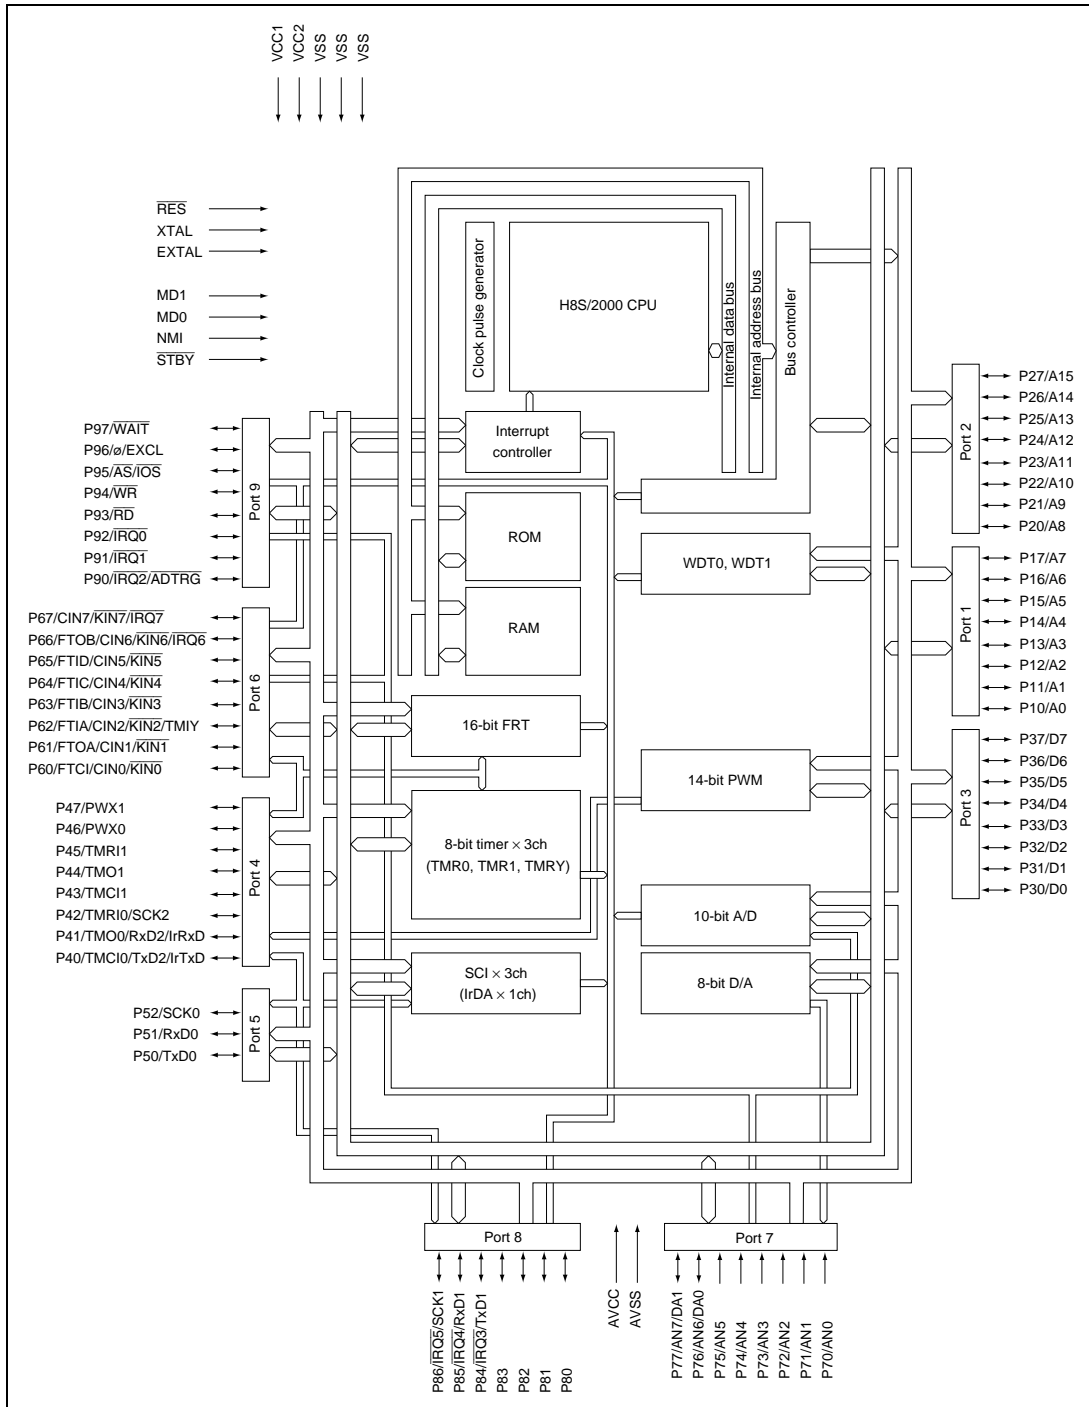 VCC1
VCC2
VSS
VSS
VSS
RES
XTAL
EXTAL
MD1
MD0
NMI
STBY
Clock pulse generator
H8S/2000 CPU
Internal data bus
Internal address bus
Bus controller
Interrupt
controller
ROM
RAM
WDT0, WDT1
16-bit FRT
14-bit PWM
8-bit timer × 3ch
(TMR0, TMR1, TMRY)
10-bit A/D
SCI × 3ch
(IrDA × 1ch)
8-bit D/A
P97/WAIT
P96/ø/EXCL
P95/AS/IOS
P94/WR
P93/RD
P92/IRQ0
P91/IRQ1
P90/IRQ2/ADTRG
Port 9
P67/CIN7/KIN7/IRQ7
P66/FTOB/CIN6/KIN6/IRQ6
P65/FTID/CIN5/KIN5
P64/FTIC/CIN4/KIN4
P63/FTIB/CIN3/KIN3
P62/FTIA/CIN2/KIN2/TMIY
P61/FTOA/CIN1/KIN1
P60/FTCI/CIN0/KIN0
Port 6
P47/PWX1
P46/PWX0
P45/TMRI1
P44/TMO1
P43/TMCI1
P42/TMRI0/SCK2
P41/TMO0/RxD2/IrRxD
P40/TMCI0/TxD2/IrTxD
Port 4
P52/SCK0
P51/RxD0
P50/TxD0
Port 5
Port 2
P27/A15
P26/A14
P25/A13
P24/A12
P23/A11
P22/A10
P21/A9
P20/A8
Port 1
P17/A7
P16/A6
P15/A5
P14/A4
P13/A3
P12/A2
P11/A1
P10/A0
Port 3
P37/D7
P36/D6
P35/D5
P34/D4
P33/D3
P32/D2
P31/D1
P30/D0
Port 8
P86/IRQ5/SCK1
P85/IRQ4/RxD1
P84/IRQ3/TxD1
P83
P82
P81
P80
AVCC
AVSS
Port 7
P77/AN7/DA1
P76/AN6/DA0
P75/AN5
P74/AN4
P73/AN3
P72/AN2
P71/AN1
P70/AN0